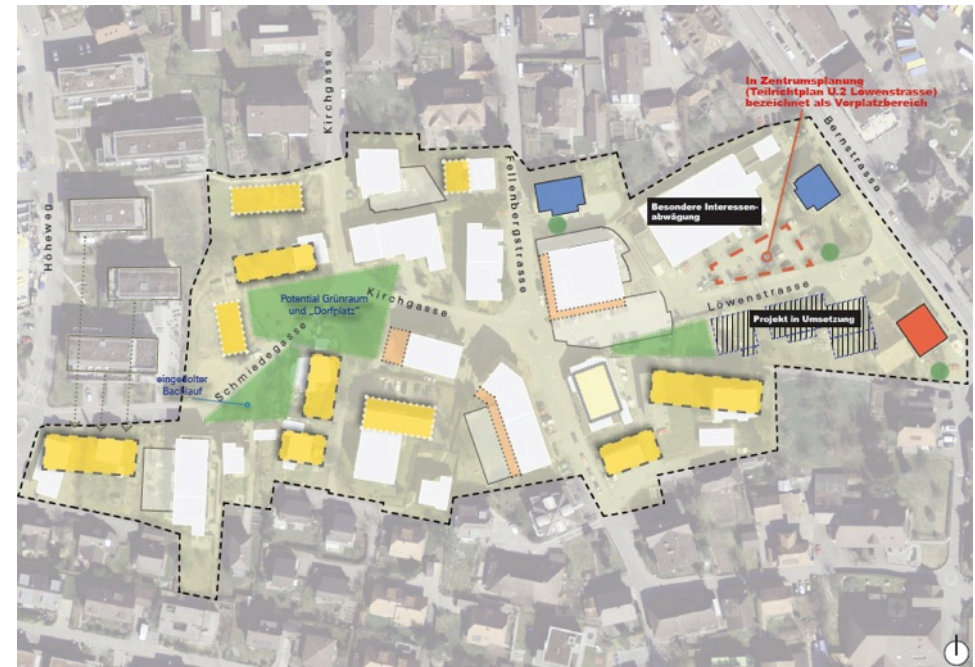 In Zentrumsplanung
(Teilrichtplan U.2 Löwenstrasse)
bezeichnet als Vorplatzbereich
Kirchgasse
Bernstrasse
Fellenbergstrasse
Besondere Interessen-
abwägung
Höheweg
Kirchgasse
Löwenstrasse
Potential Grünraum
und „Dorfplatz“
Projekt in Umsetzung
Schmiedegasse
eingedolter
Bachlauf